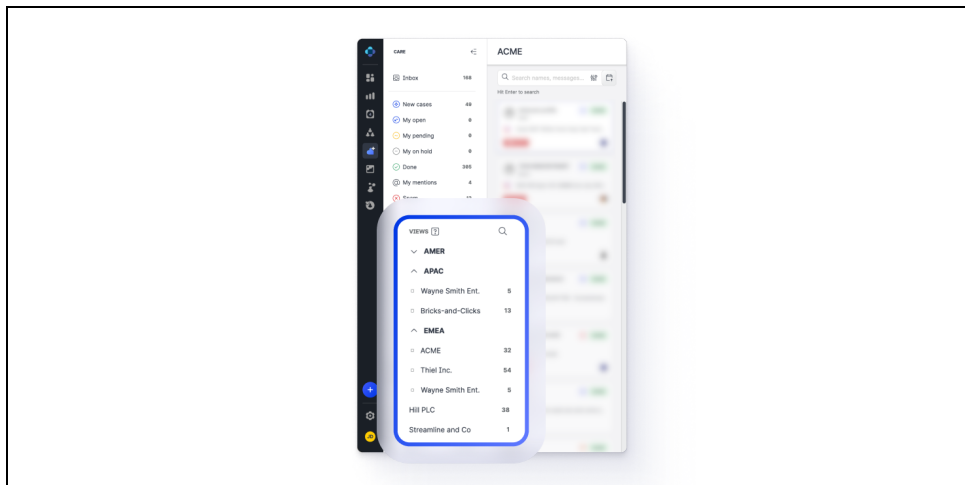 CARE
ACME
Inbox 168
Search names, messages...
Hit Enter to search
New cases 49
My open 0
My pending 0
My on hold 0
Done 385
My mentions 4
VIEWS ?
AMER
APAC
Wayne Smith Ent. 5
Bricks-and-Clicks 13
EMEA
ACME 32
Thiel Inc. 54
Wayne Smith Ent. 5
Hill PLC 38
Streamline and Co 1
JD